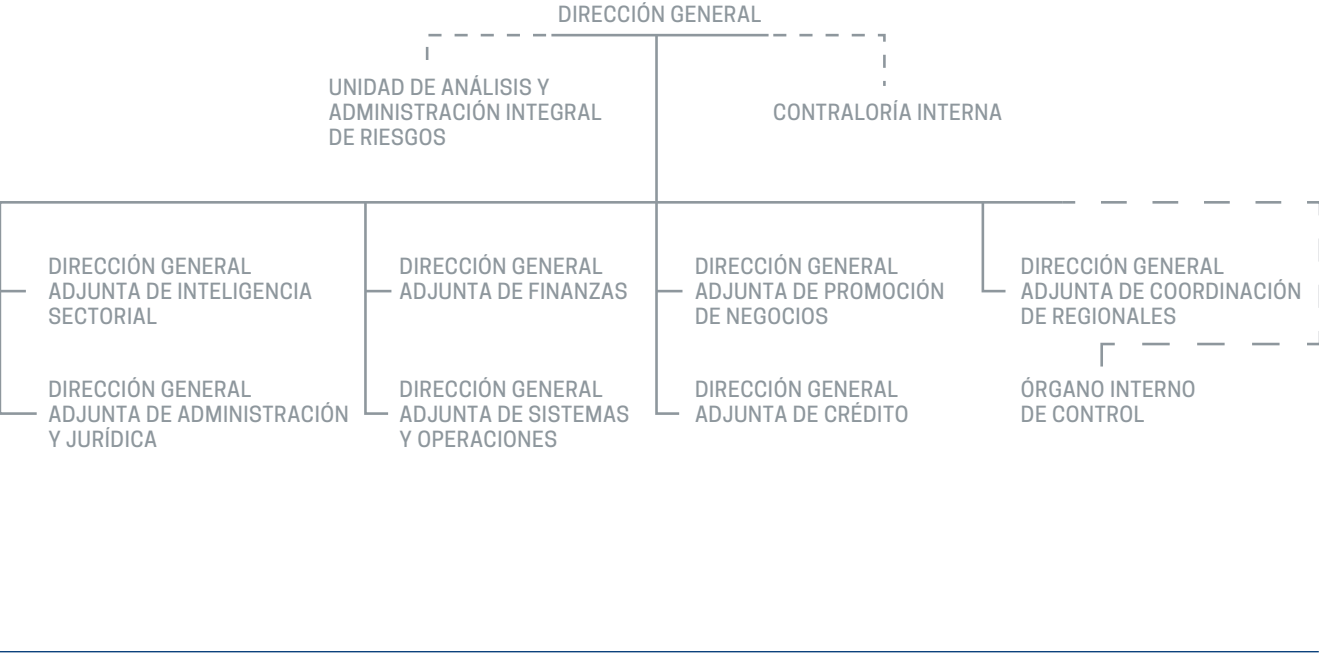 DIRECCIÓN GENERAL
UNIDAD DE ANÁLISIS Y
ADMINISTRACIÓN INTEGRAL
DE RIESGOS
CONTRALORÍA INTERNA
DIRECCIÓN GENERAL
ADJUNTA DE INTELIGENCIA
SECTORIAL
DIRECCIÓN GENERAL
ADJUNTA DE FINANZAS
DIRECCIÓN GENERAL
ADJUNTA DE PROMOCIÓN
DE NEGOCIOS
DIRECCIÓN GENERAL
ADJUNTA DE COORDINACIÓN
DE REGIONALES
DIRECCIÓN GENERAL
ADJUNTA DE ADMINISTRACIÓN
Y JURÍDICA
DIRECCIÓN GENERAL
ADJUNTA DE SISTEMAS
Y OPERACIONES
DIRECCIÓN GENERAL
ADJUNTA DE CRÉDITO
ÓRGANO INTERNO
DE CONTROL